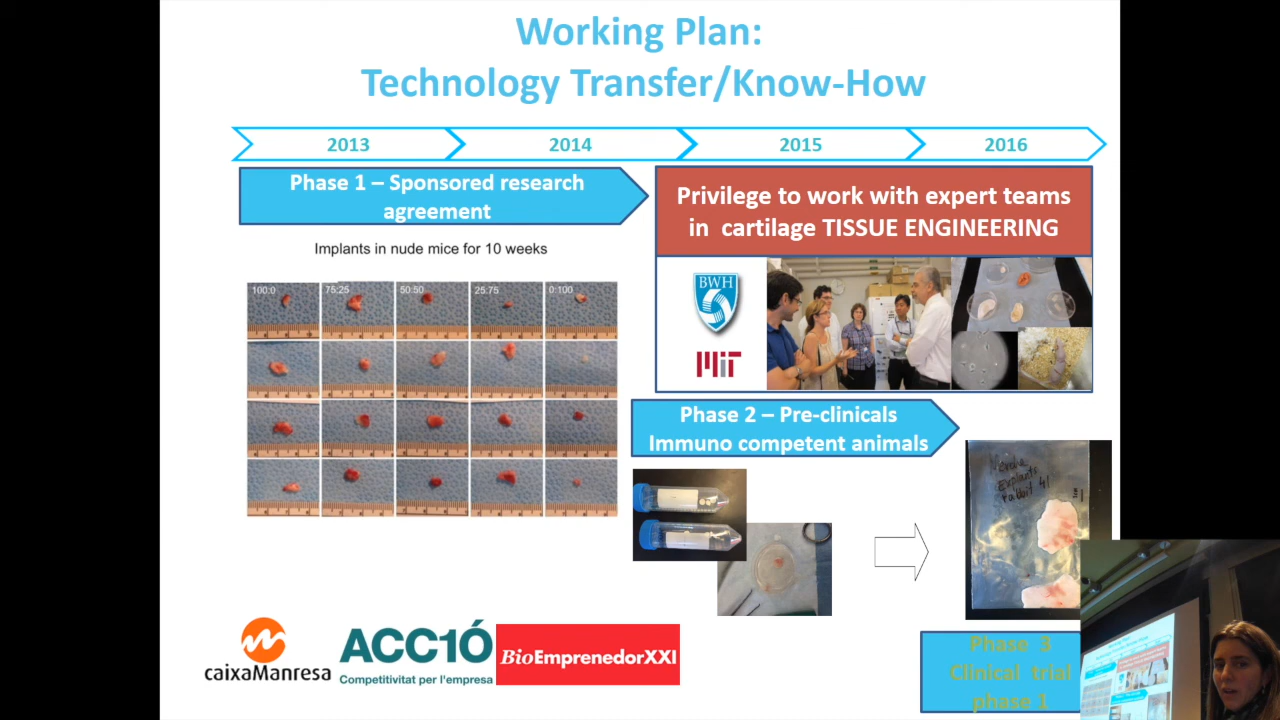 Working Plan:
Technology Transfer/Know-How
2013
2014
2015
2016
Phase 1 – Sponsored research
agreement
Privilege to work with expert teams
in cartilage TISSUE ENGINEERING
Implants in nude mice for 10 weeks
100:0
75:25
50:50
25:75
0:100
BWH
MIT
Phase 2 – Pre-clinicals
Immuno competent animals
Explants
rabbit 41
caixaManresa
ACC1Ó
Competitivitat per l'empresa
BioEmprenedorXXI
Phase 3
Clinical trial
phase 1